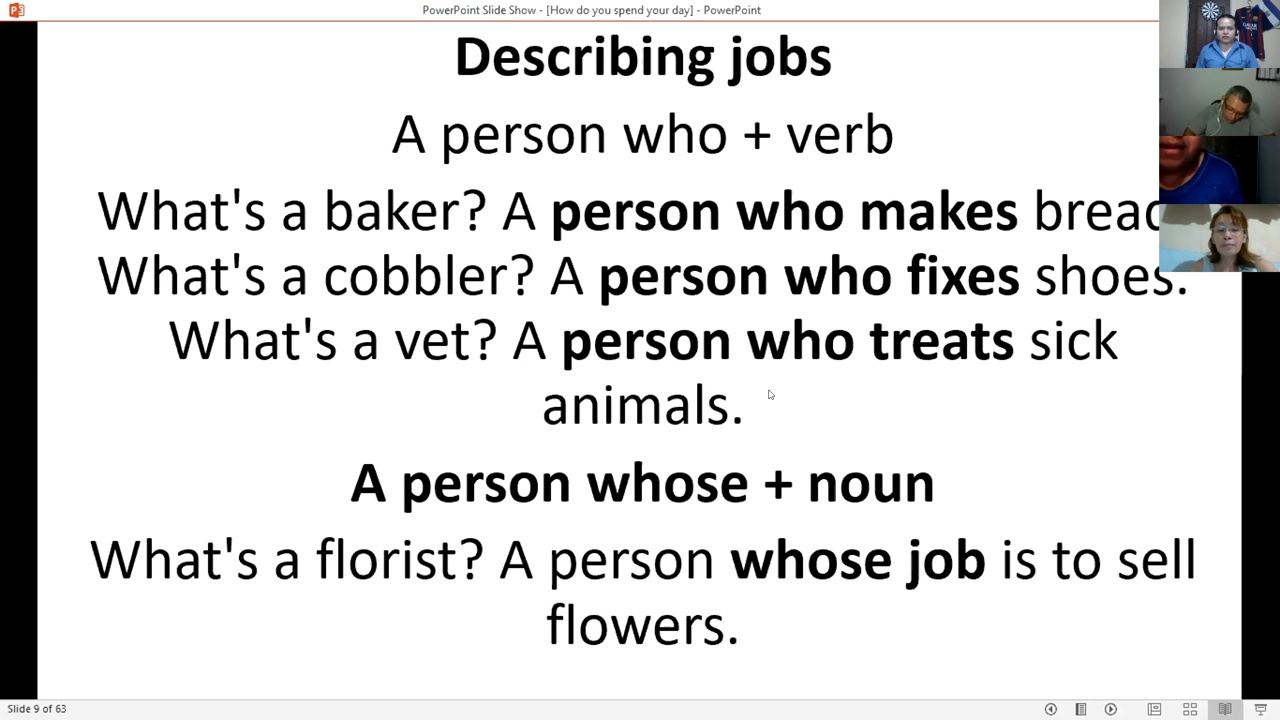 PowerPoint Slide Show - [How do you spend your day] - PowerPoint
Describing jobs
A person who + verb
What's a baker? A person who makes
What's a cobbler? A person who fixes shoes.
What's a vet? A person who treats sick
animals.
A person whose + noun
What's a florist? A person whose job is to sell
flowers.
Slide 9 of 63